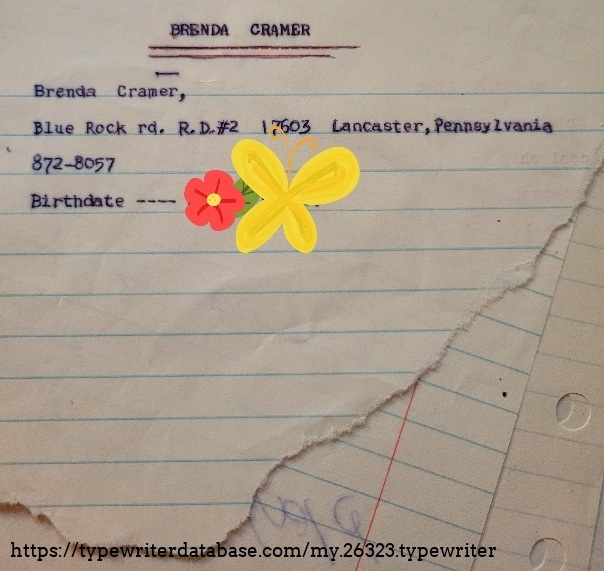 BRENDA CRAMER
Brenda Cramer,
Blue Rock rd. R.D.#2 17603 Lancaster,Pennsylvania
872-8057
Birthdate ----
https://typewriterdatabase.com/my.26323.typewriter